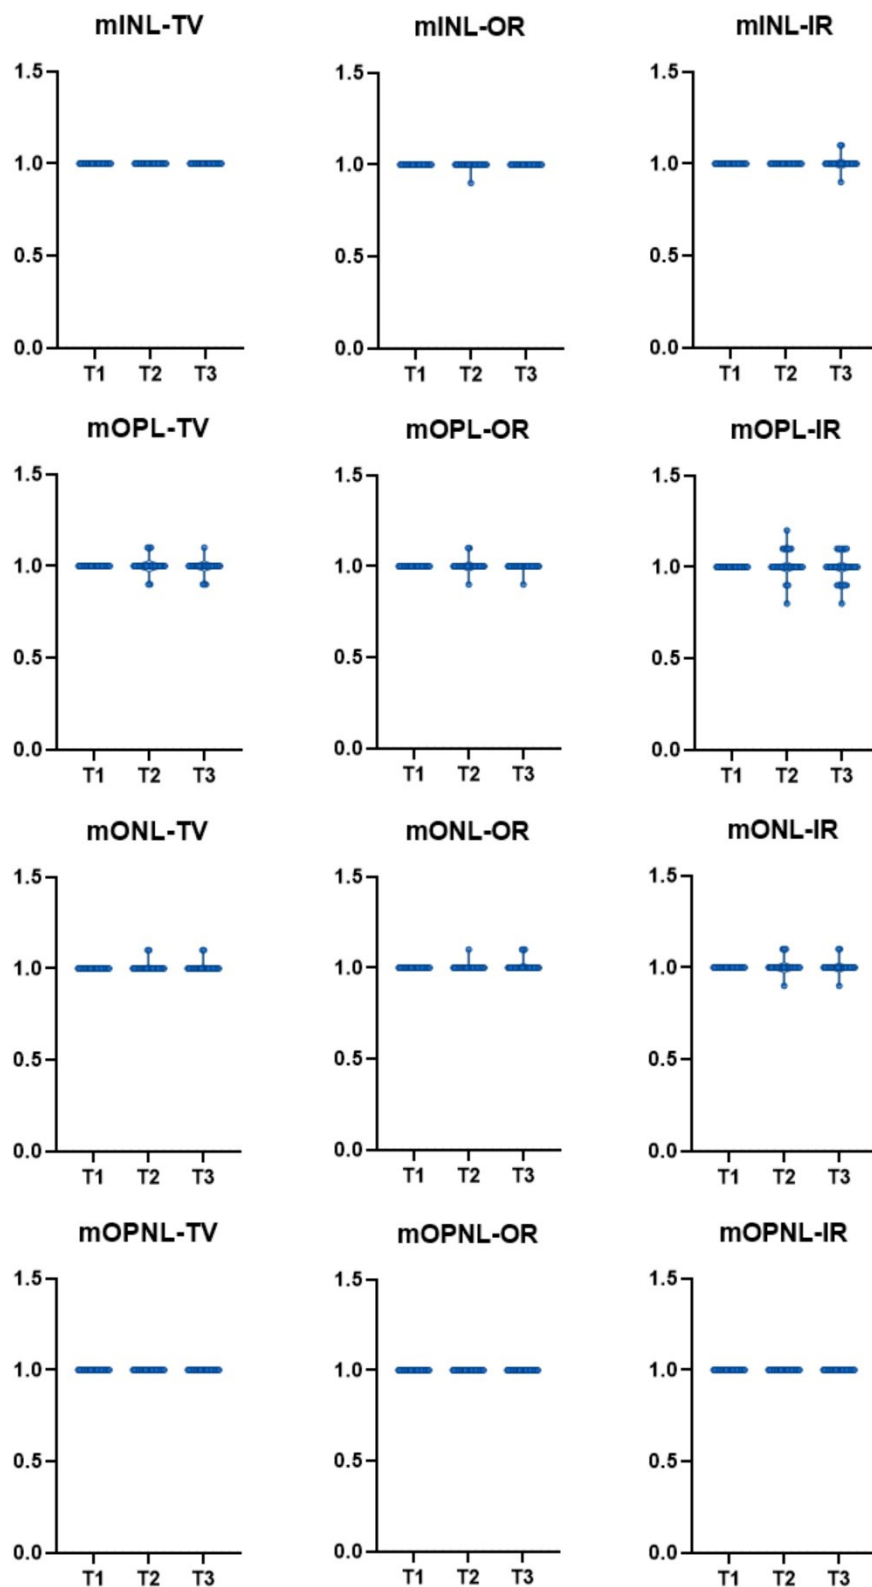 mINL-TV mINL-OR mINL-IR
1.5 1.5 1.5
1.0 1.0 1.0
0.5 0.5 0.5
0.0 0.0 0.0
T1 T2 T3 T1 T2 T3 T1 T2 T3
mOPL-TV mOPL-OR mOPL-IR
1.5 1.5 1.5
1.0 1.0 1.0
0.5 0.5 0.5
0.0 0.0 0.0
T1 T2 T3 T1 T2 T3 T1 T2 T3
mONL-TV mONL-OR mONL-IR
1.5 1.5 1.5
1.0 1.0 1.0
0.5 0.5 0.5
0.0 0.0 0.0
T1 T2 T3 T1 T2 T3 T1 T2 T3
mOPNL-TV mOPNL-OR mOPNL-IR
1.5 1.5 1.5
1.0 1.0 1.0
0.5 0.5 0.5
0.0 0.0 0.0
T1 T2 T3 T1 T2 T3 T1 T2 T3